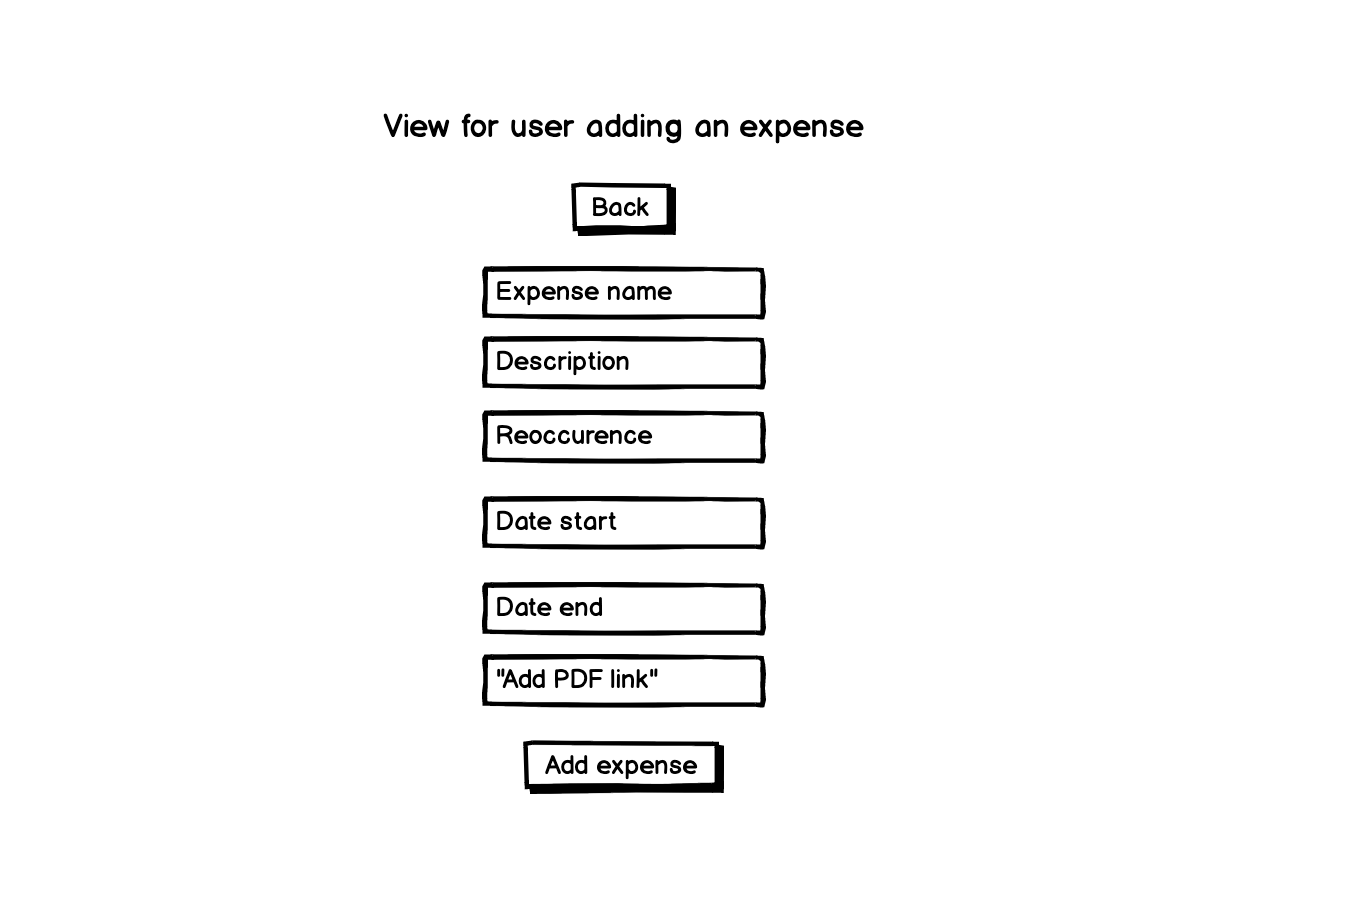 View for user adding an expense
Back
Expense name
Description
Reoccurence
Date start
Date end
"Add PDF link"
Add expense